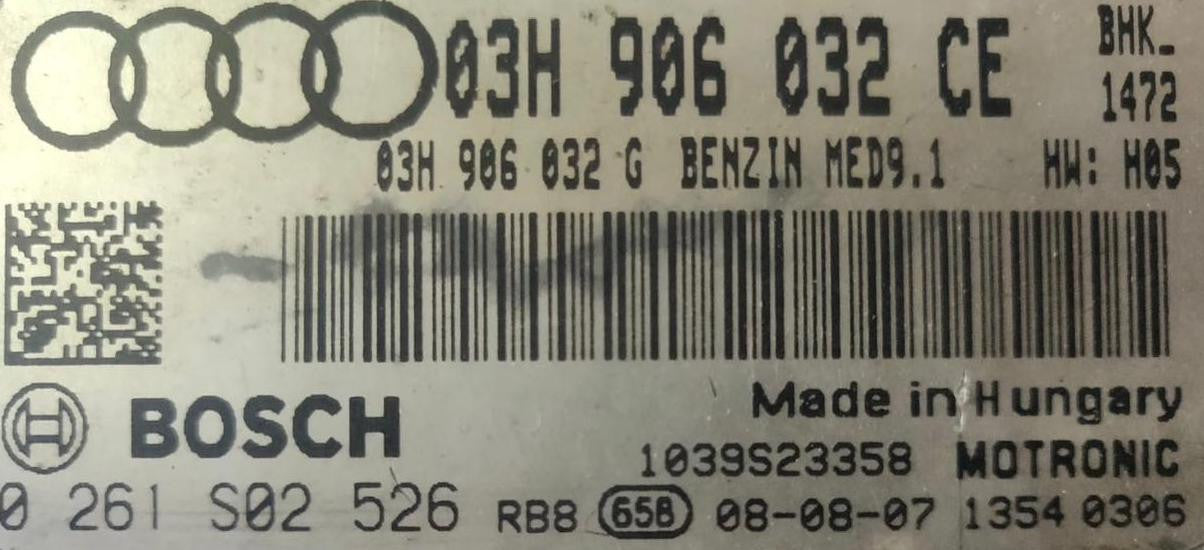 03H 906 032 CE BHK_
1472
03H 906 032 G BENZIN MED9.1 HW: H05
BOSCH
Made in Hungary
1039S23358 MOTRONIC
0 261 S02 526 RB8 658 08-08-07 1354 0306